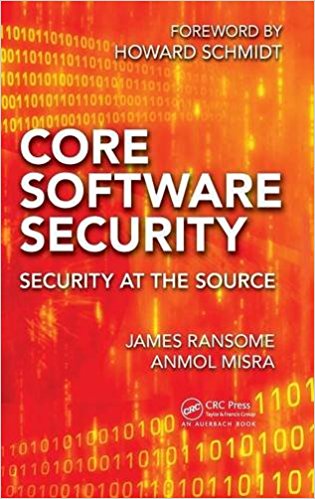 FOREWORD BY
HOWARD SCHMIDT
CORE
SOFTWARE
SECURITY
SECURITY AT THE SOURCE
JAMES RANSOME
ANMOL MISRA
CRC
CRC Press
Taylor & Francis Group
AN AUERBACH BOOK